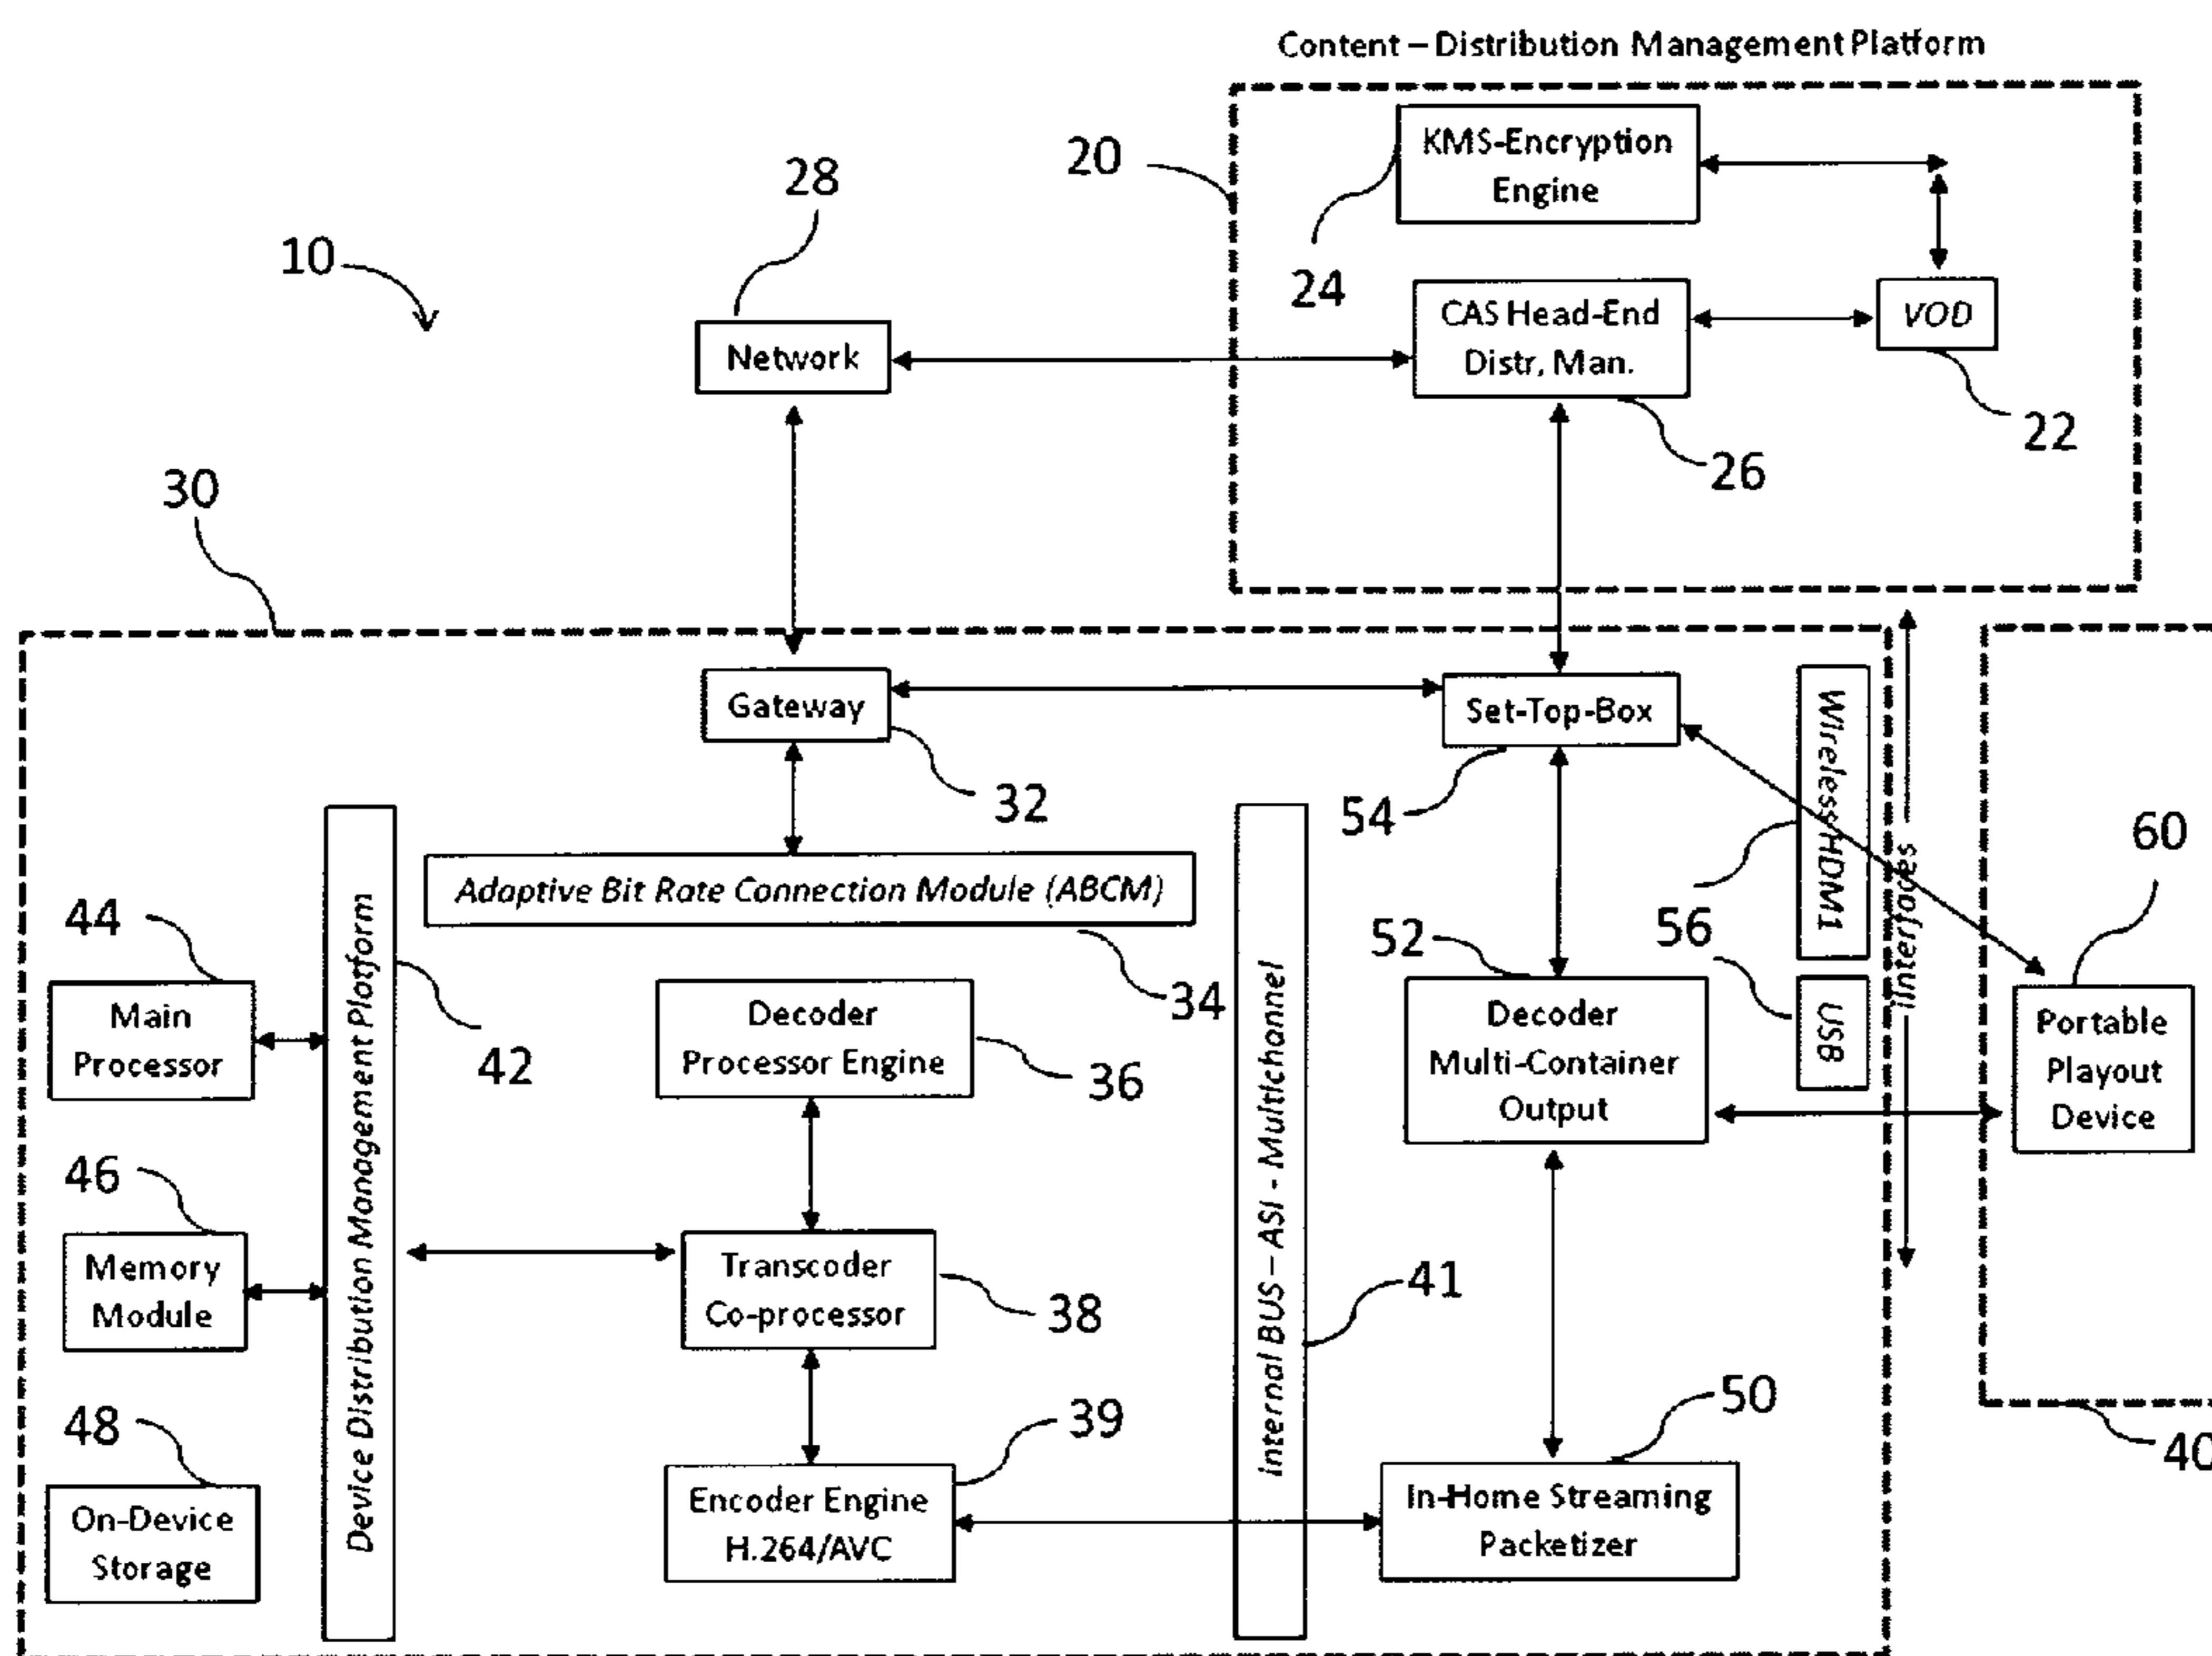 Content – Distribution Management Platform
20
KMS-Encryption
Engine
28
10
24
CAS Head-End
Distr, Man.
VOD
Network
22
26
30
Gateway
Set-Top-Box
Wireless/HDM1
32
54
Interfaces
60
Adaptive Bit Rate Connection Module (ABCM)
44
52
56
34
Main
Processor
Device Distribution Management Platform
42
Decoder
Processor Engine
36
Internal BUS – ASI - Multichannel
Decoder
Multi-Container
Output
USB
Portable
Playout
Device
46
Memory
Module
Transcoder
Co-processor
38
41
48
39
50
40
On-Device
Storage
Encoder Engine
H.264/AVC
In-Home Streaming
Packetizer